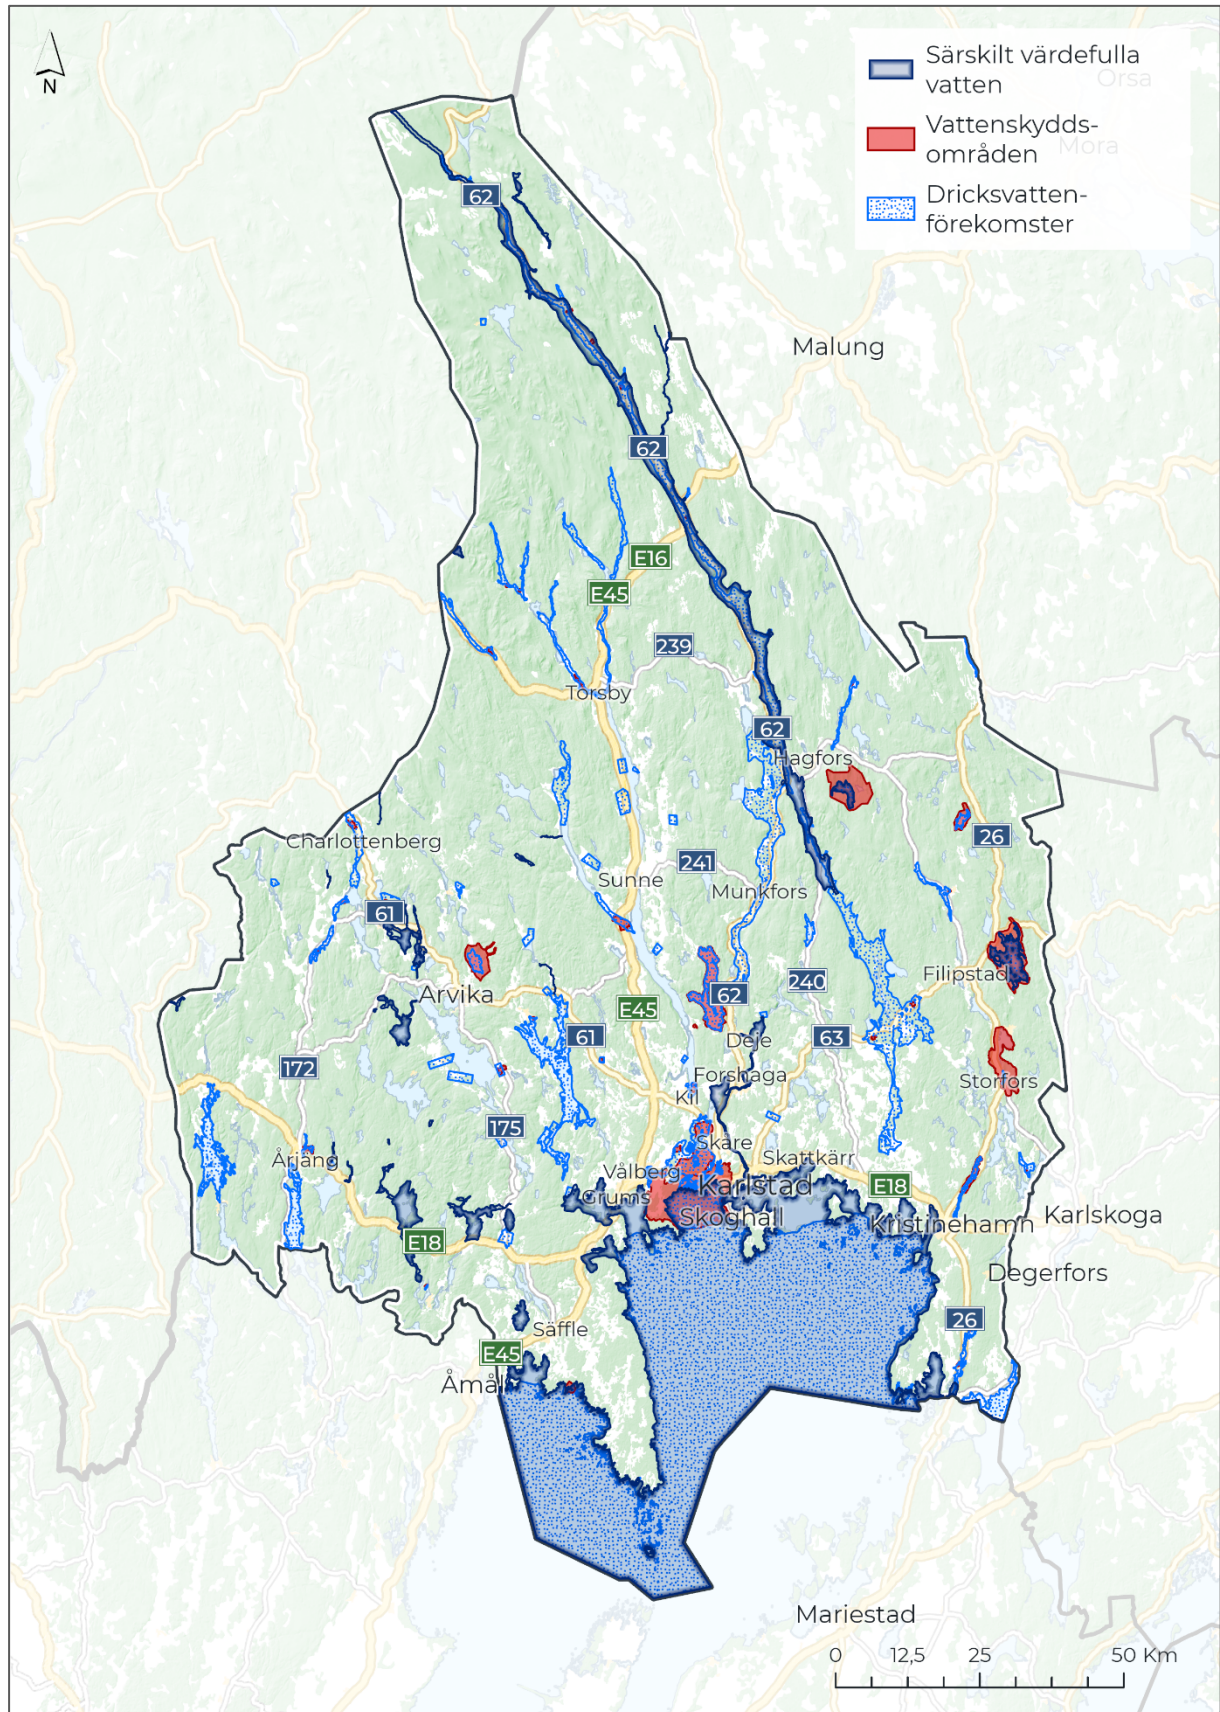 N
Särskilt värdefulla
vatten
Orsa
Vattenskydds-
områden
Mora
Dricksvatten-
förekomster
62
Malung
62
E16
E45
239
Torsby
62
Hagfors
26
Charlottenberg
241
Sunne
Munkfors
61
Filipstad
240
62
Arvika
E45
61
63
Deje
172
Forshaga
Storfors
Kil
175
Skåre
Skattkärr
Årjäng
Vålberg
Karlstad
E18
Grums
Skoghall
Kristinehamn
Karlskoga
E18
Degerfors
26
Säffle
E45
Åmål
Mariestad
0 12,5 25 50 Km